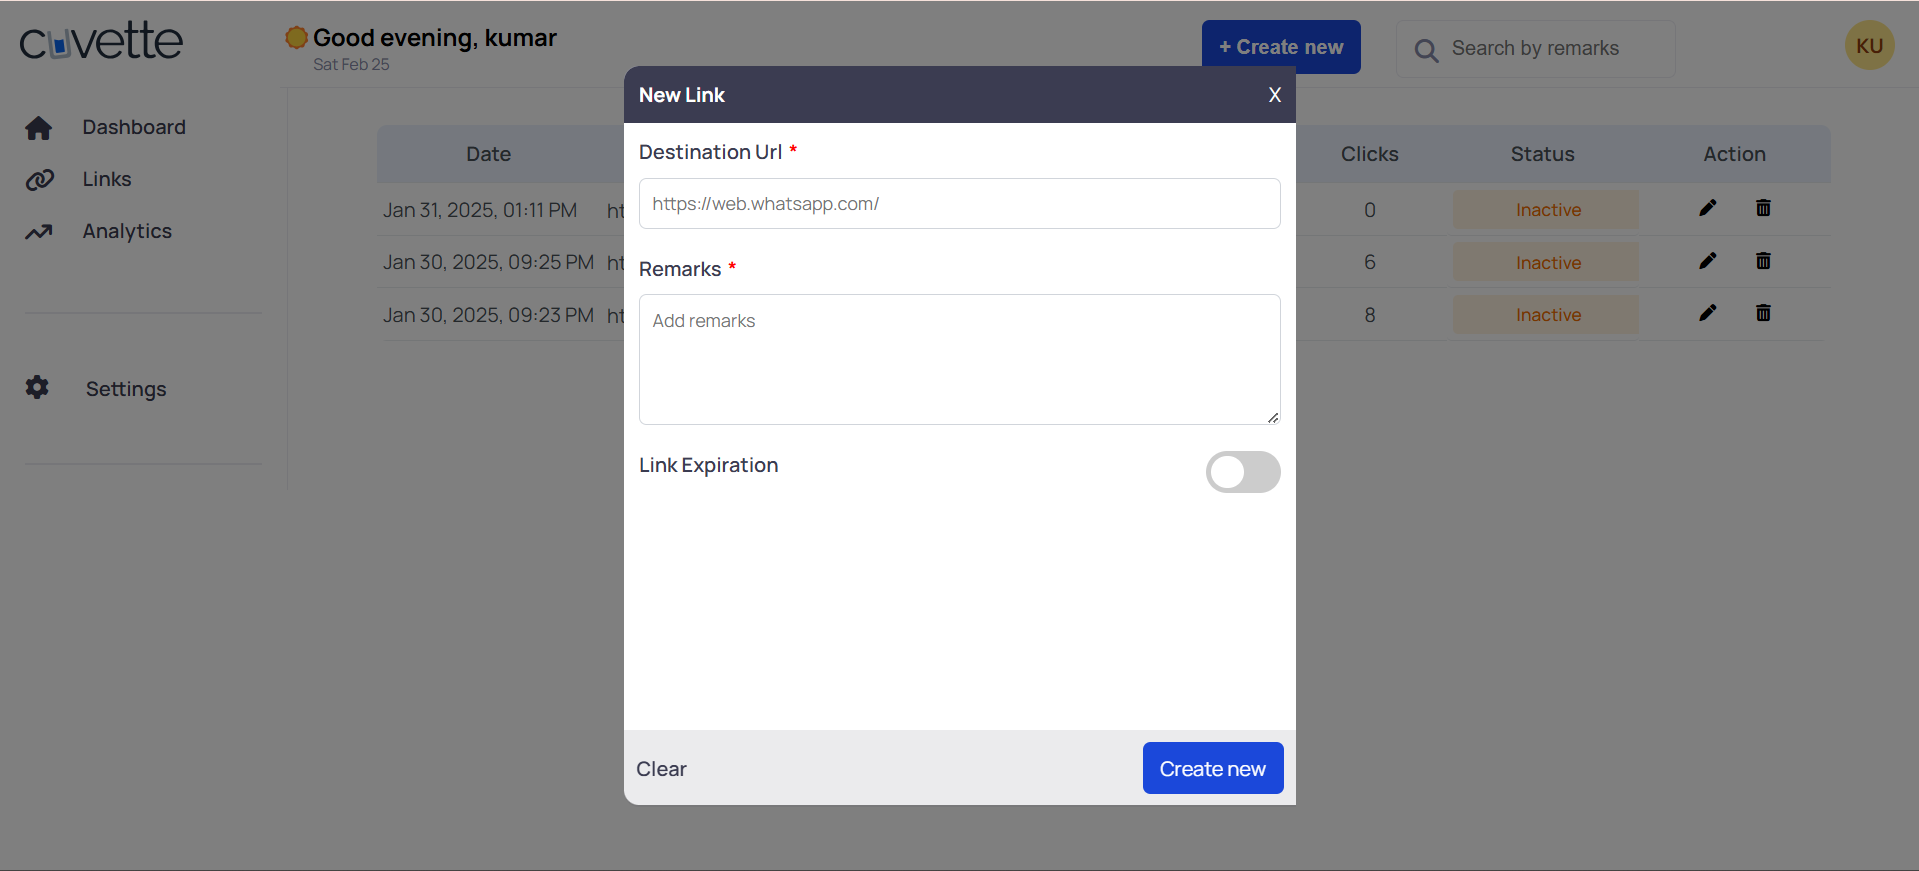 cuvette
Good evening, kumar
Sat Feb 25
+ Create new
Search by remarks
KU
Dashboard
Links
Analytics
Settings
Date
Clicks
Status
Action
Jan 31, 2025, 01:11 PM
ht
0
Inactive
Jan 30, 2025, 09:25 PM
ht
6
Inactive
Jan 30, 2025, 09:23 PM
ht
8
Inactive
New Link
X
Destination Url *
https://web.whatsapp.com/
Remarks *
Add remarks
Link Expiration
Clear
Create new